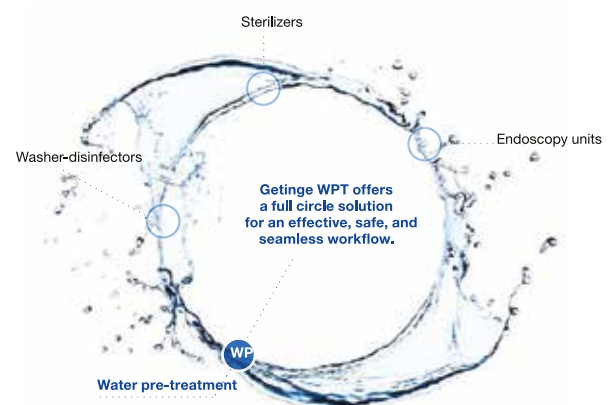 Sterilizers
Endoscopy units
Washer-disinfectors
Getinge WPT offers
a full circle solution
for an effective, safe, and
seamless workflow.
WP
Water pre-treatment